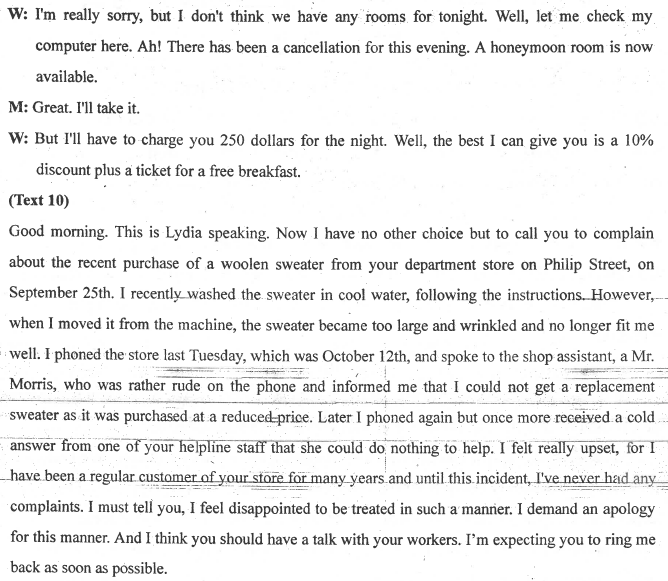 W: I'm really sorry, but I don't think we have any rooms for tonight. Well, let me check my
computer here. Ah! There has been a cancellation for this evening. A honeymoon room is now
available.
M: Great. I'll take it.
W: But I'll have to charge you 250 dollars for the night. Well, the best I can give you is a 10%
discount plus a ticket for a free breakfast.
(Text 10)
Good morning. This is Lydia speaking. Now I have no other choice but to call you to complain
about the recent purchase of a woolen sweater from your department store on Philip Street, on
September 25th. I recently washed the sweater in cool water, following the instructions. However,
when I moved it from the machine, the sweater became too large and wrinkled and no longer fit me
well. I phoned the store last Tuesday, which was October 12th, and spoke to the shop assistant, a Mr.
Morris, who was rather rude on the phone and informed me that I could not get a replacement
sweater as it was purchased at a reduced price. Later I phoned again but once more received a cold
answer from one of your helpline staff that she could do nothing to help. I felt really upset, for I
have been a regular customer of your store for many years and until this incident, I've never had any
complaints. I must tell you, I feel disappointed to be treated in such a manner. I demand an apology
for this manner. And I think you should have a talk with your workers. I'm expecting you to ring me
back as soon as possible.